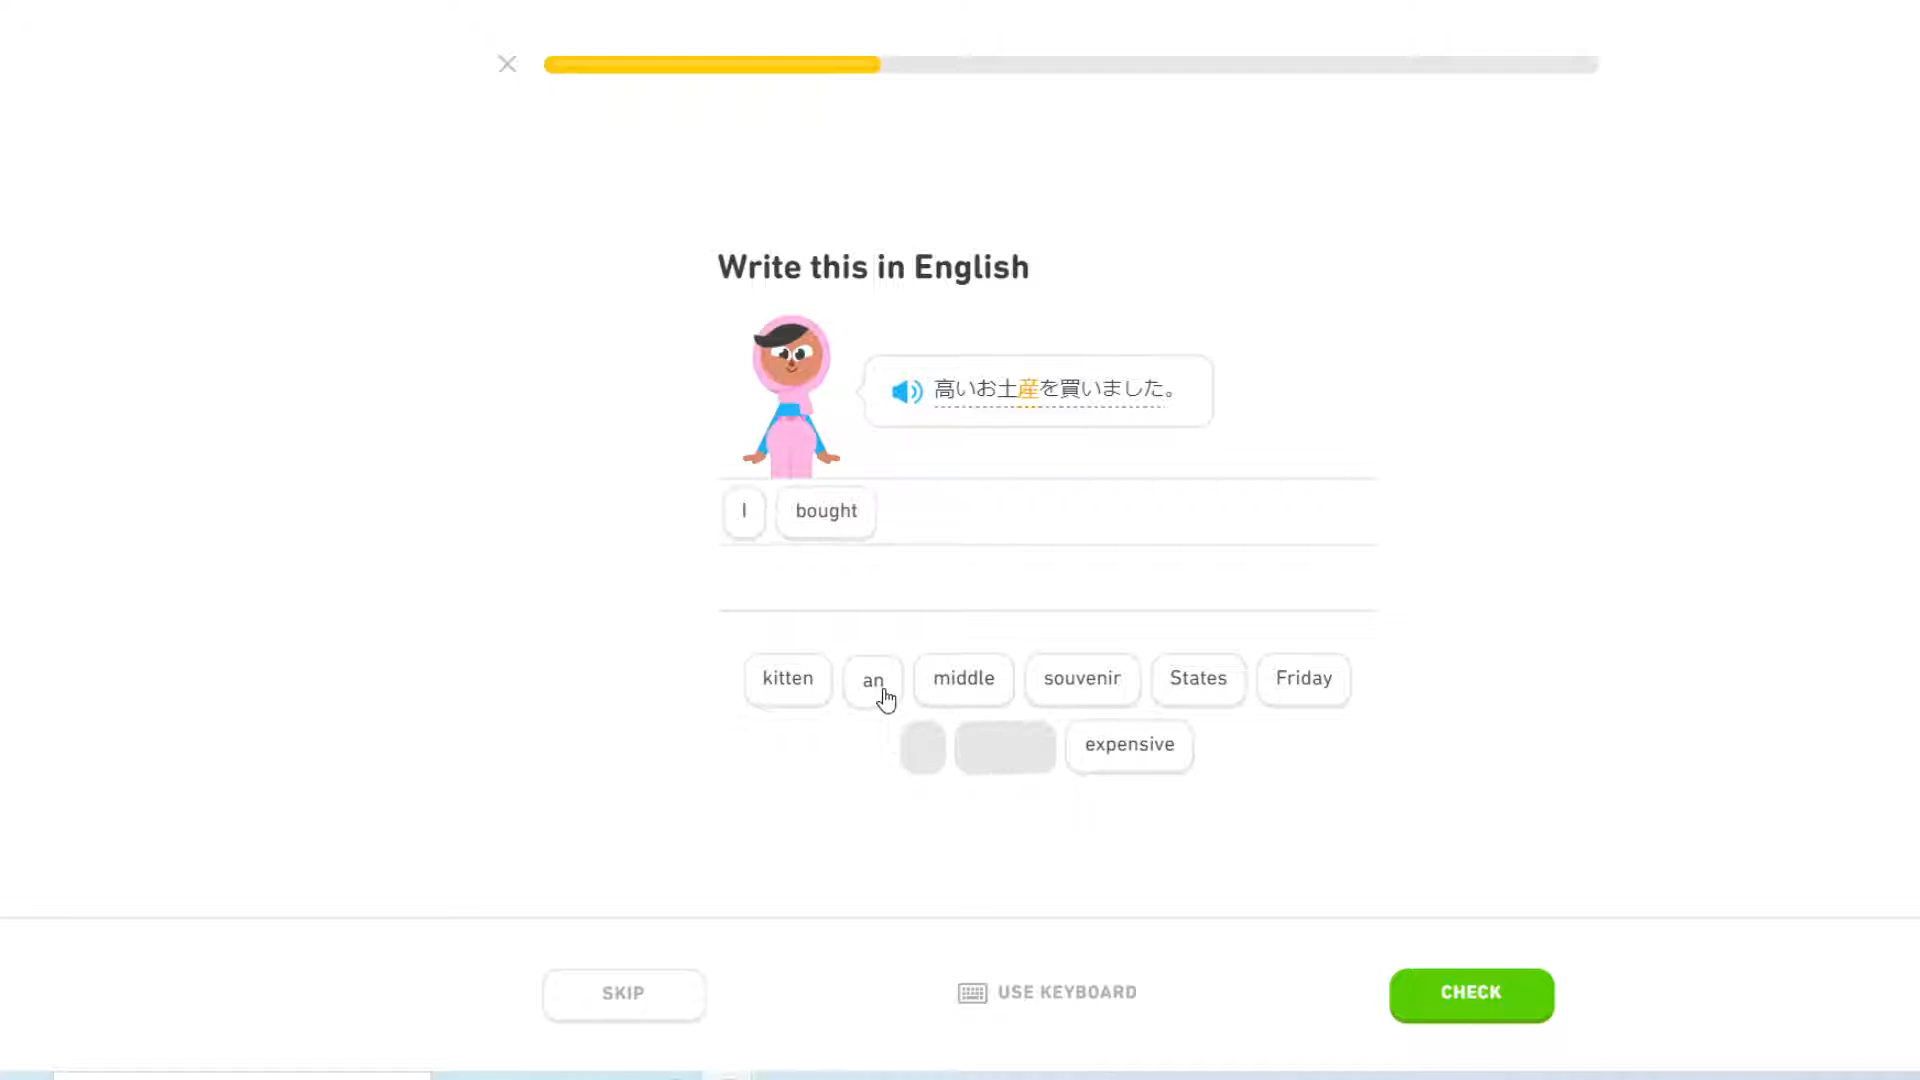 Write this in English
高いお土産を買いました。
I bought
kitten an middle souvenir States Friday
expensive
SKIP USE KEYBOARD CHECK